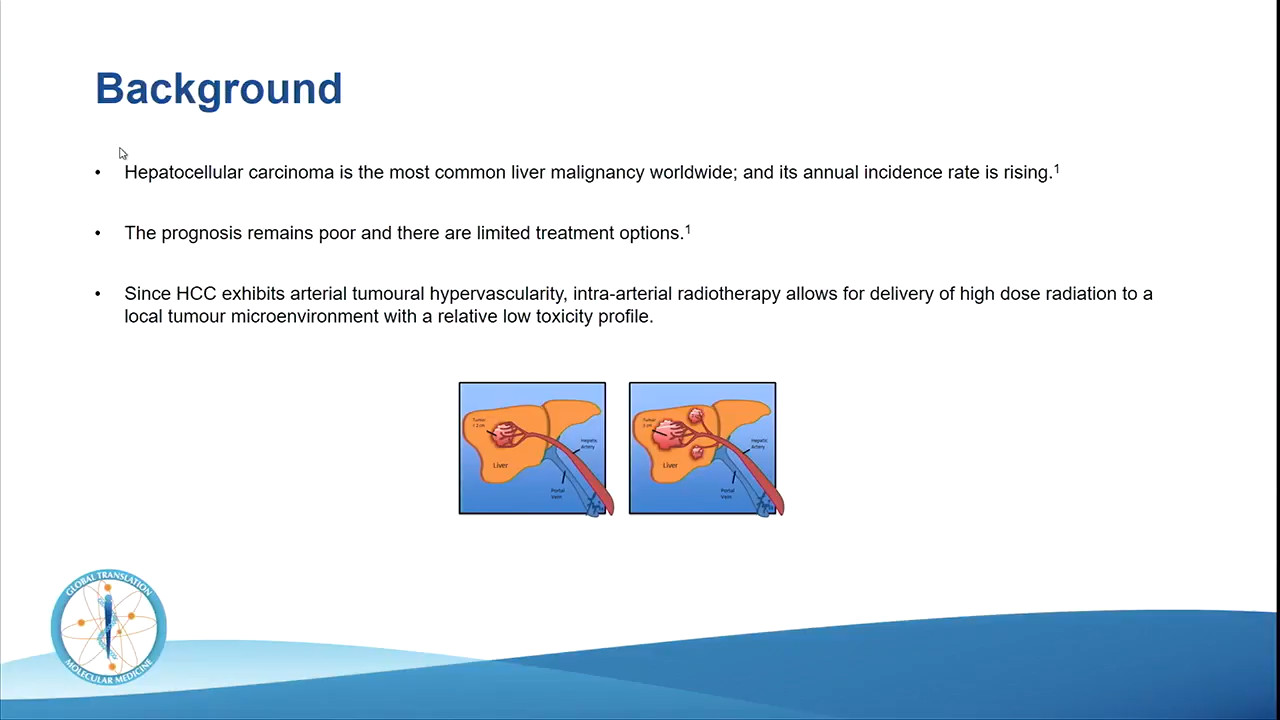 Background
• Hepatocellular carcinoma is the most common liver malignancy worldwide; and its annual incidence rate is rising.¹
• The prognosis remains poor and there are limited treatment options.¹
• Since HCC exhibits arterial tumoural hypervascularity, intra-arterial radiotherapy allows for delivery of high dose radiation to a
local tumour microenvironment with a relative low toxicity profile.
Tumor
Hepatic
Artery
Liver
Portal
Vein
Tumor
Hepatic
Artery
Liver
Portal
Vein
GLOBAL TRANSLATION
MOLECULAR MEDICINE